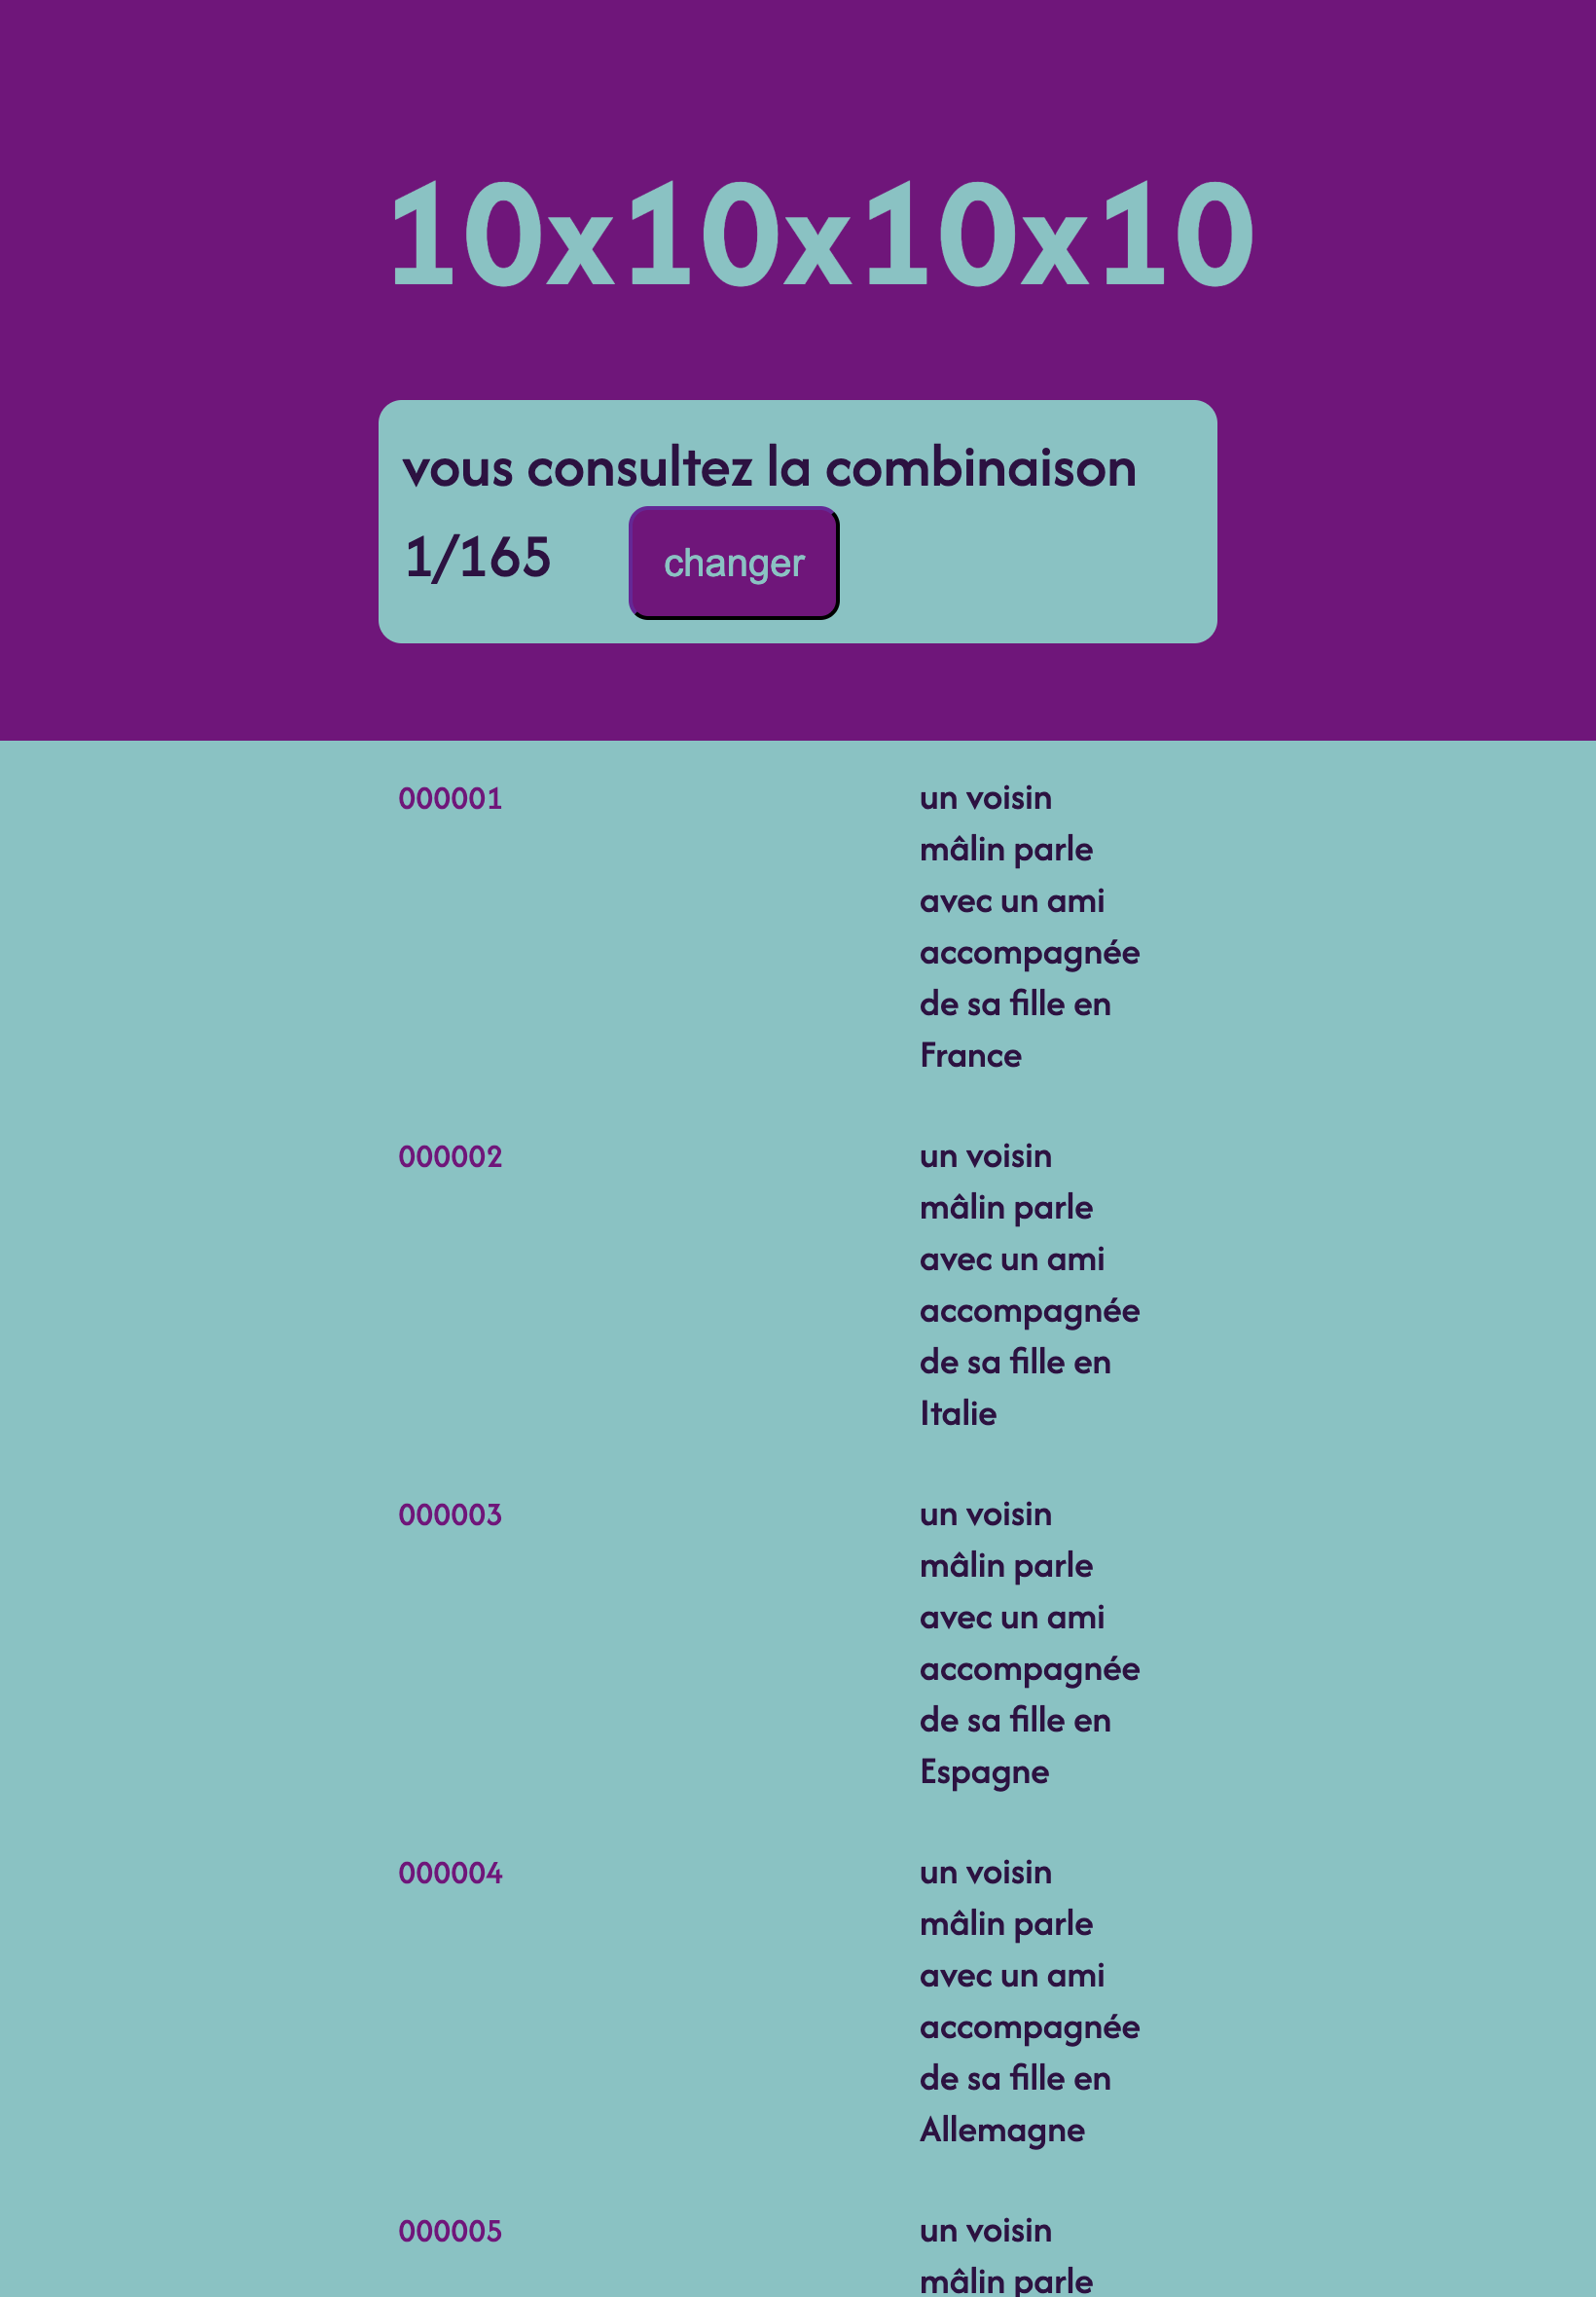 10x10x10x10
vous consultez la combinaison
1/165 changer
000001 un voisin
mâlin parle
avec un ami
accompagnée
de sa fille en
France
000002 un voisin
mâlin parle
avec un ami
accompagnée
de sa fille en
Italie
000003 un voisin
mâlin parle
avec un ami
accompagnée
de sa fille en
Espagne
000004 un voisin
mâlin parle
avec un ami
accompagnée
de sa fille en
Allemagne
000005 un voisin
mâlin parle